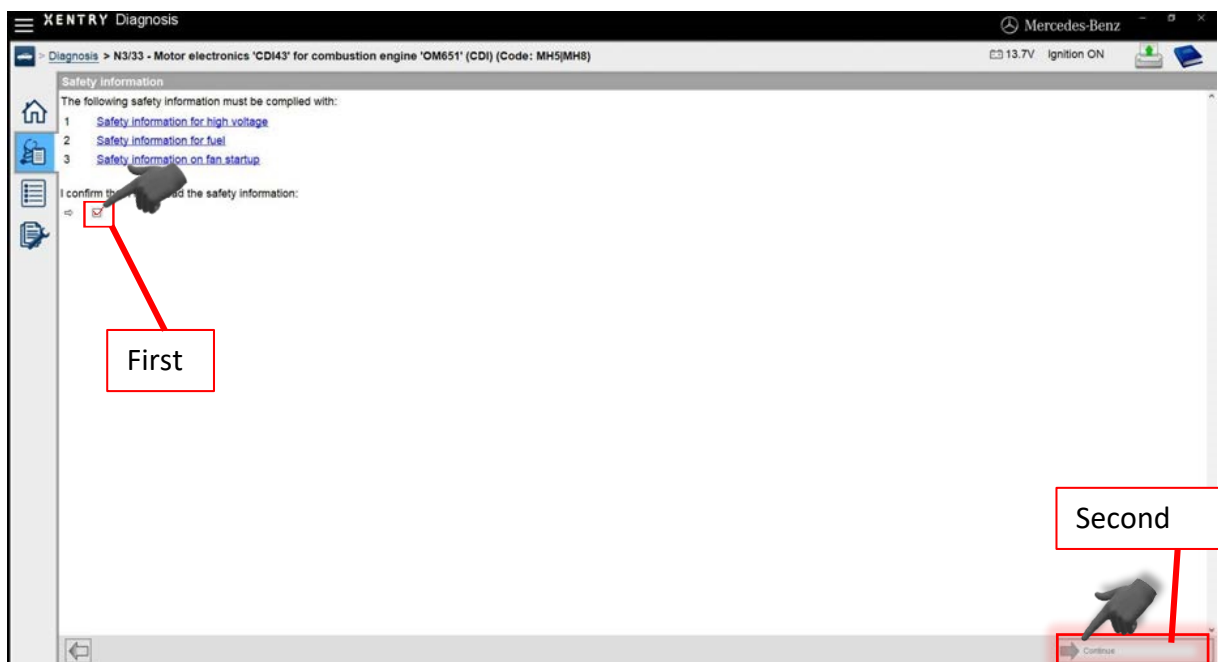 XENTRY Diagnosis
Mercedes-Benz
> Diagnosis > N3/33 - Motor electronics 'CDI43' for combustion engine 'OM651' (CDI) (Code: MH5|MH8)
13.7V Ignition ON
Safety information
The following safety information must be complied with:
1 Safety information for high voltage
2 Safety information for fuel
3 Safety information on fan startup
I confirm the safety information:
First
Second
Continue